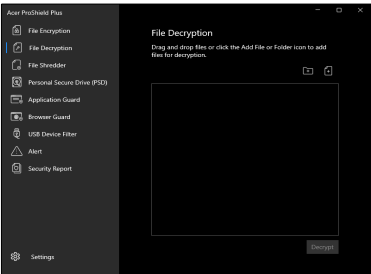 Acer ProShield Plus
File Encryption
File Decryption
File Shredder
Personal Secure Drive (PSD)
Application Guard
Browser Guard
USB Device Filter
Alert
Security Report
Settings
File Decryption
Drag and drop files or click the Add File or Folder icon to add
files for decryption.
Decrypt